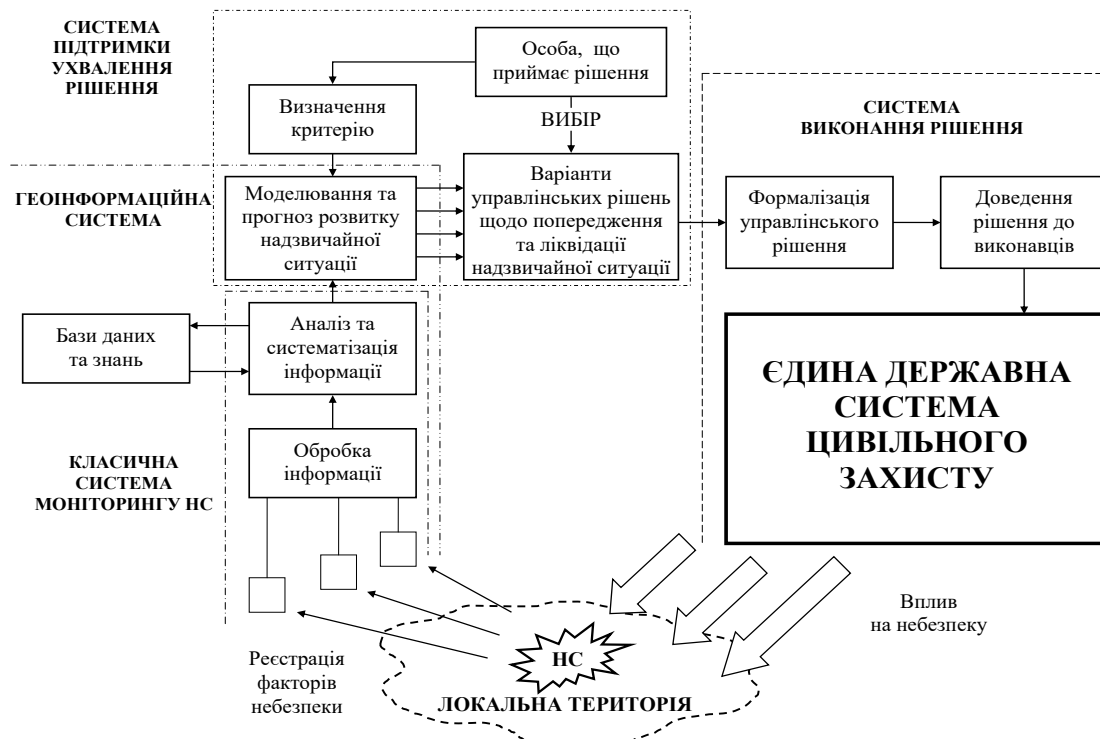 СИСТЕМА
ПІДТРИМКИ
УХВАЛЕННЯ
РІШЕННЯ
Особа, що
приймає рішення
Визначення
критерію
ВИБІР
СИСТЕМА
ВИКОНАННЯ РІШЕННЯ
ГЕОІНФОРМАЦІЙНА
СИСТЕМА
Моделювання та
прогноз розвитку
надзвичайної
ситуації
Варіанти
управлінських рішень
щодо попередження
та ліквідації
надзвичайної ситуації
Формалізація
управлінського
рішення
Доведення
рішення до
виконавців
Бази даних
та знань
Аналіз та
систематізація
інформації
ЄДИНА ДЕРЖАВНА
СИСТЕМА
ЦИВІЛЬНОГО
ЗАХИСТУ
КЛАСИЧНА
СИСТЕМА
МОНІТОРИНГУ НС
Обробка
інформації
Вплив
на небезпеку
Реєстрація
факторів
небезпеки
НС
ЛОКАЛЬНА ТЕРИТОРІЯ